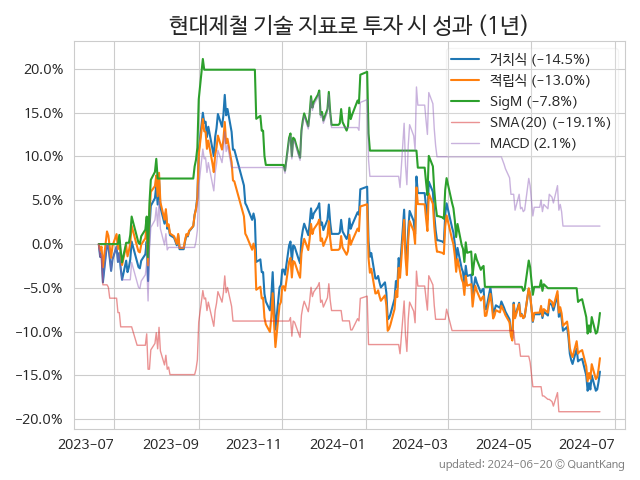 현대제철 기술 지표로 투자 시 성과 (1년)
거치식 (−14.5%)
적립식 (−13.0%)
SigM (−7.8%)
SMA(20) (−19.1%)
MACD (2.1%)
20.0%
15.0%
10.0%
5.0%
0.0%
−5.0%
−10.0%
−15.0%
−20.0%
2023-07 2023-09 2023-11 2024-01 2024-03 2024-05 2024-07
updated: 2024-06-20 © QuantKang